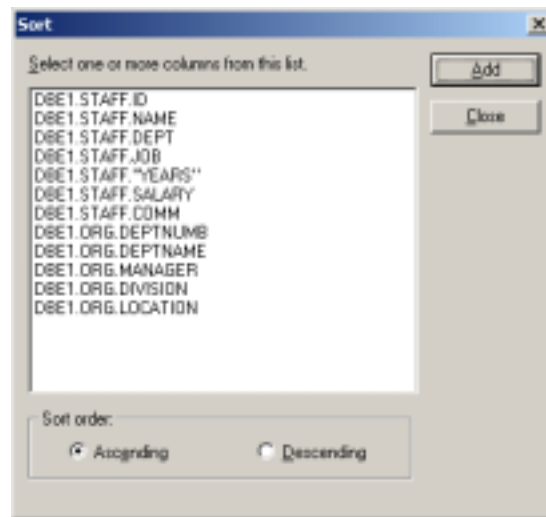 Sort
Select one or more columns from this list.
Add
Close
DBE1.STAFF.ID
DBE1.STAFF.NAME
DBE1.STAFF.DEPT
DBE1.STAFF.JOB
DBE1.STAFF."YEARS"
DBE1.STAFF.SALARY
DBE1.STAFF.COMM
DBE1.ORG.DEPTNUMB
DBE1.ORG.DEPTNAME
DBE1.ORG.MANAGER
DBE1.ORG.DIVISION
DBE1.ORG.LOCATION
Sort order:
Ascending
Descending